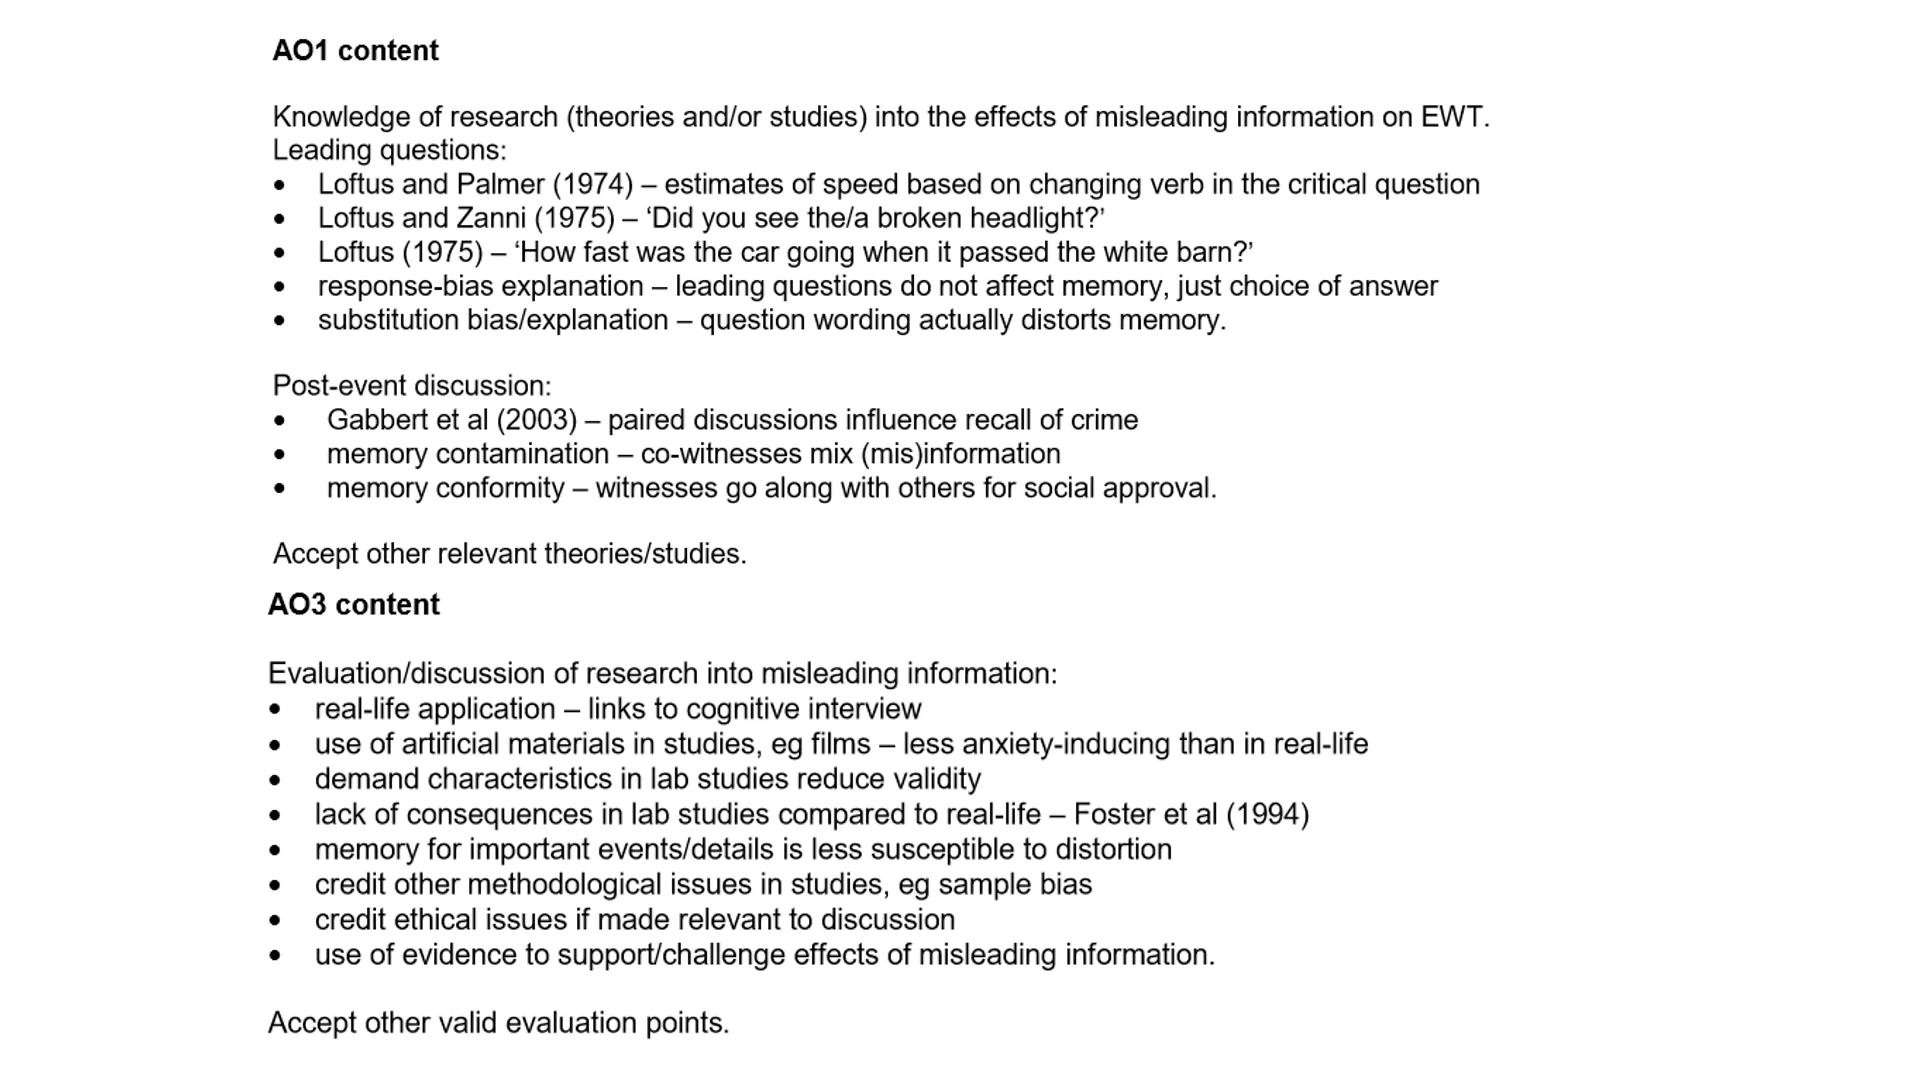 AO1 content
Knowledge of research (theories and/or studies) into the effects of misleading information on EWT.
Leading questions:
• Loftus and Palmer (1974) – estimates of speed based on changing verb in the critical question
• Loftus and Zanni (1975) – ‘Did you see the/a broken headlight?’
• Loftus (1975) – ‘How fast was the car going when it passed the white barn?’
• response-bias explanation – leading questions do not affect memory, just choice of answer
• substitution bias/explanation – question wording actually distorts memory.
Post-event discussion:
• Gabbert et al (2003) – paired discussions influence recall of crime
• memory contamination – co-witnesses mix (mis)information
• memory conformity – witnesses go along with others for social approval.
Accept other relevant theories/studies.
AO3 content
Evaluation/discussion of research into misleading information:
• real-life application – links to cognitive interview
• use of artificial materials in studies, eg films – less anxiety-inducing than in real-life
• demand characteristics in lab studies reduce validity
• lack of consequences in lab studies compared to real-life – Foster et al (1994)
• memory for important events/details is less susceptible to distortion
• credit other methodological issues in studies, eg sample bias
• credit ethical issues if made relevant to discussion
• use of evidence to support/challenge effects of misleading information.
Accept other valid evaluation points.